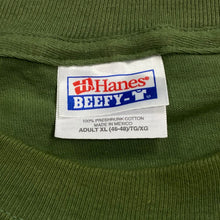 Hanes®
BEEFY-T
100% PRESHRUNK COTTON
MADE IN MEXICO
ADULT XL (46-48)/TG/XG